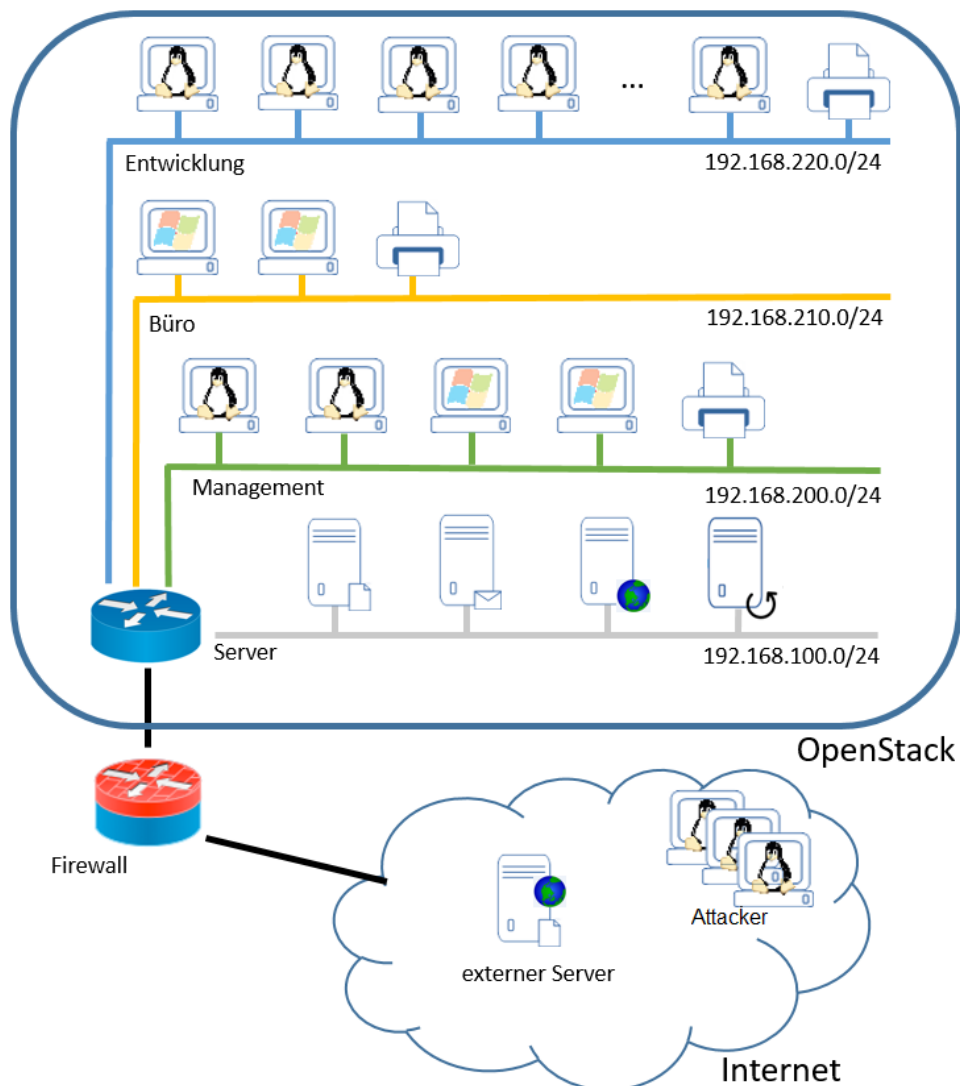 ...
Entwicklung
192.168.220.0/24
Büro
192.168.210.0/24
Management
192.168.200.0/24
Server
192.168.100.0/24
OpenStack
Firewall
Attacker
externer Server
Internet